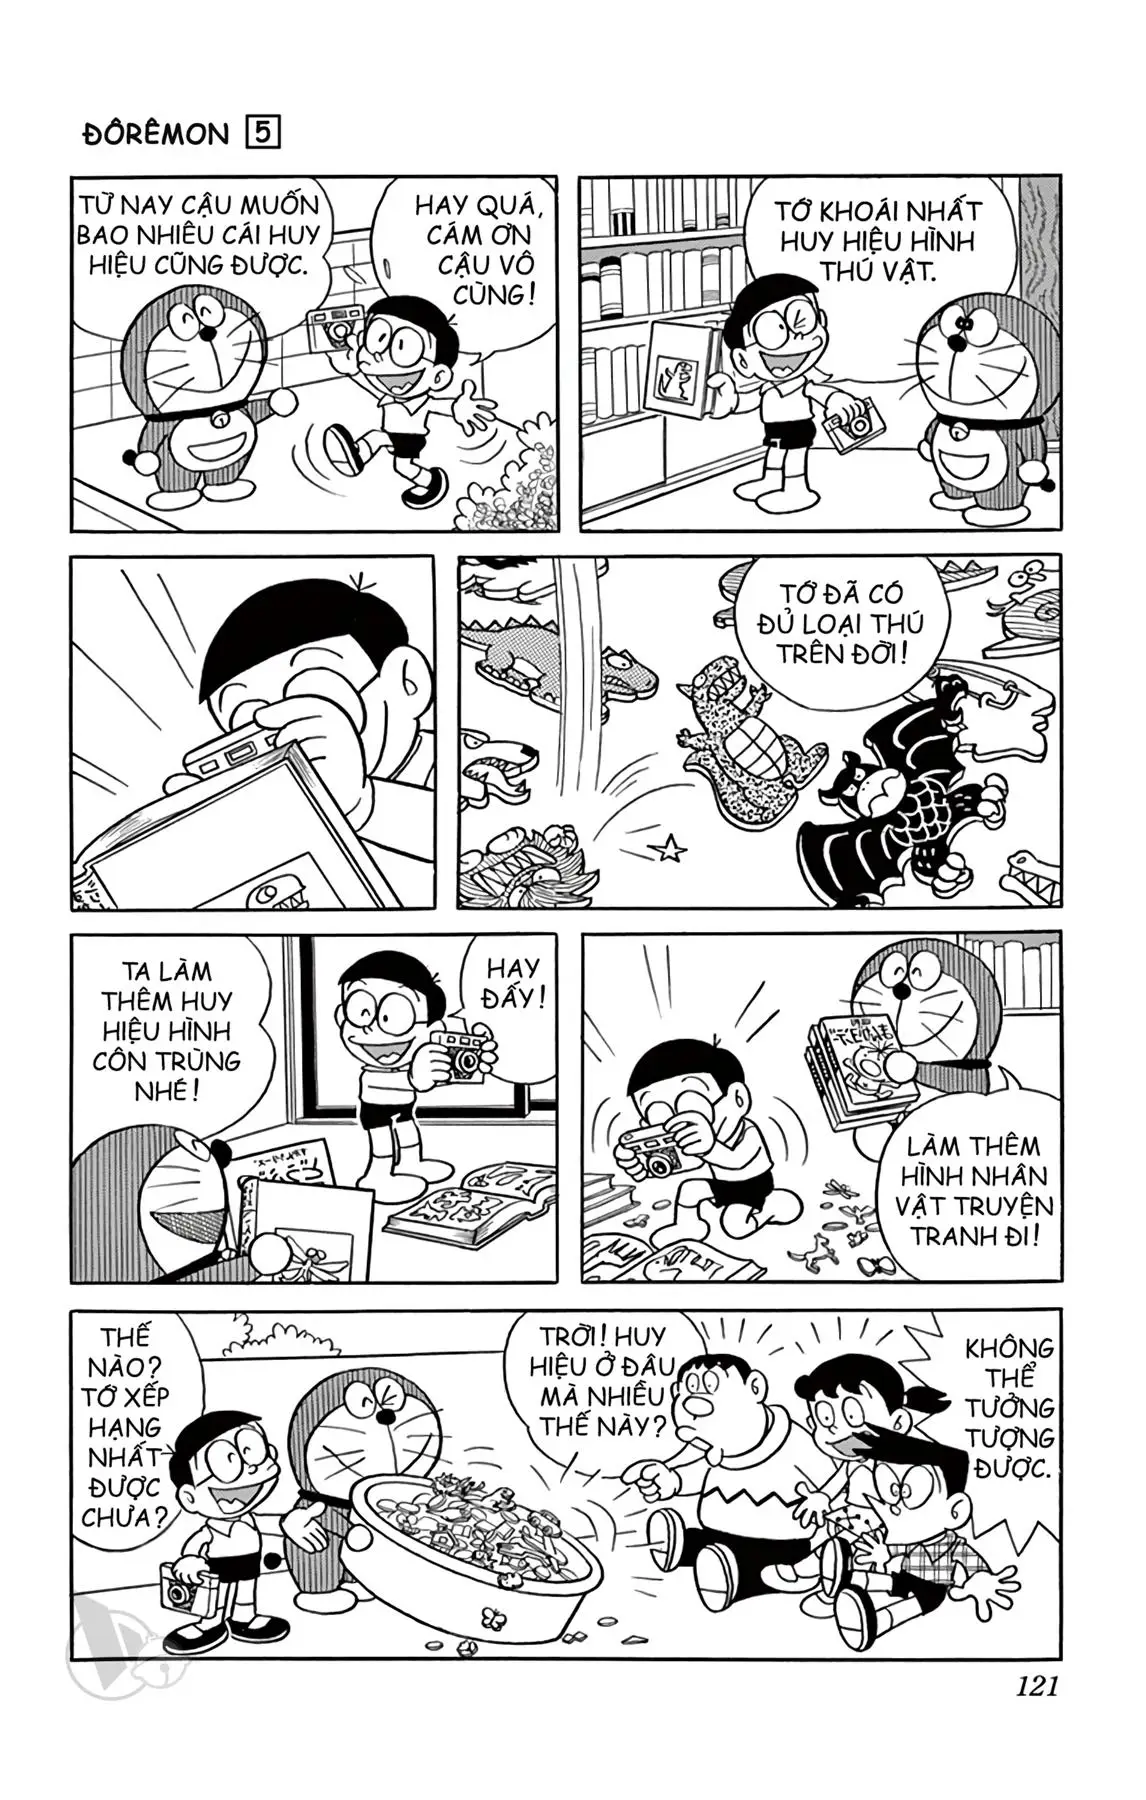 ĐÔRÊMON 5
TỪ NAY CẬU MUỐN
BAO NHIÊU CÁI HUY
HIỆU CŨNG ĐƯỢC.
HAY QUÁ,
CÁM ƠN
CẬU VÔ
CÙNG!
TỚ KHOÁI NHẤT
HUY HIỆU HÌNH
THÚ VẬT.
TỚ ĐÃ CÓ
ĐỦ LOẠI THÚ
TRÊN ĐỜI!
TA LÀM
THÊM HUY
HIỆU HÌNH
CÔN TRÙNG
NHÉ!
HAY
ĐẤY!
LÀM THÊM
HÌNH NHÂN
VẬT TRUYỆN
TRANH ĐI!
THẾ
NÀO?
TỚ XẾP
HẠNG
NHẤT
ĐƯỢC
CHƯA?
TRỜI! HUY
HIỆU Ở ĐÂU
MÀ NHIỀU
THẾ NÀY?
KHÔNG
THỂ
TƯỞNG
TƯỢNG
ĐƯỢC.
121